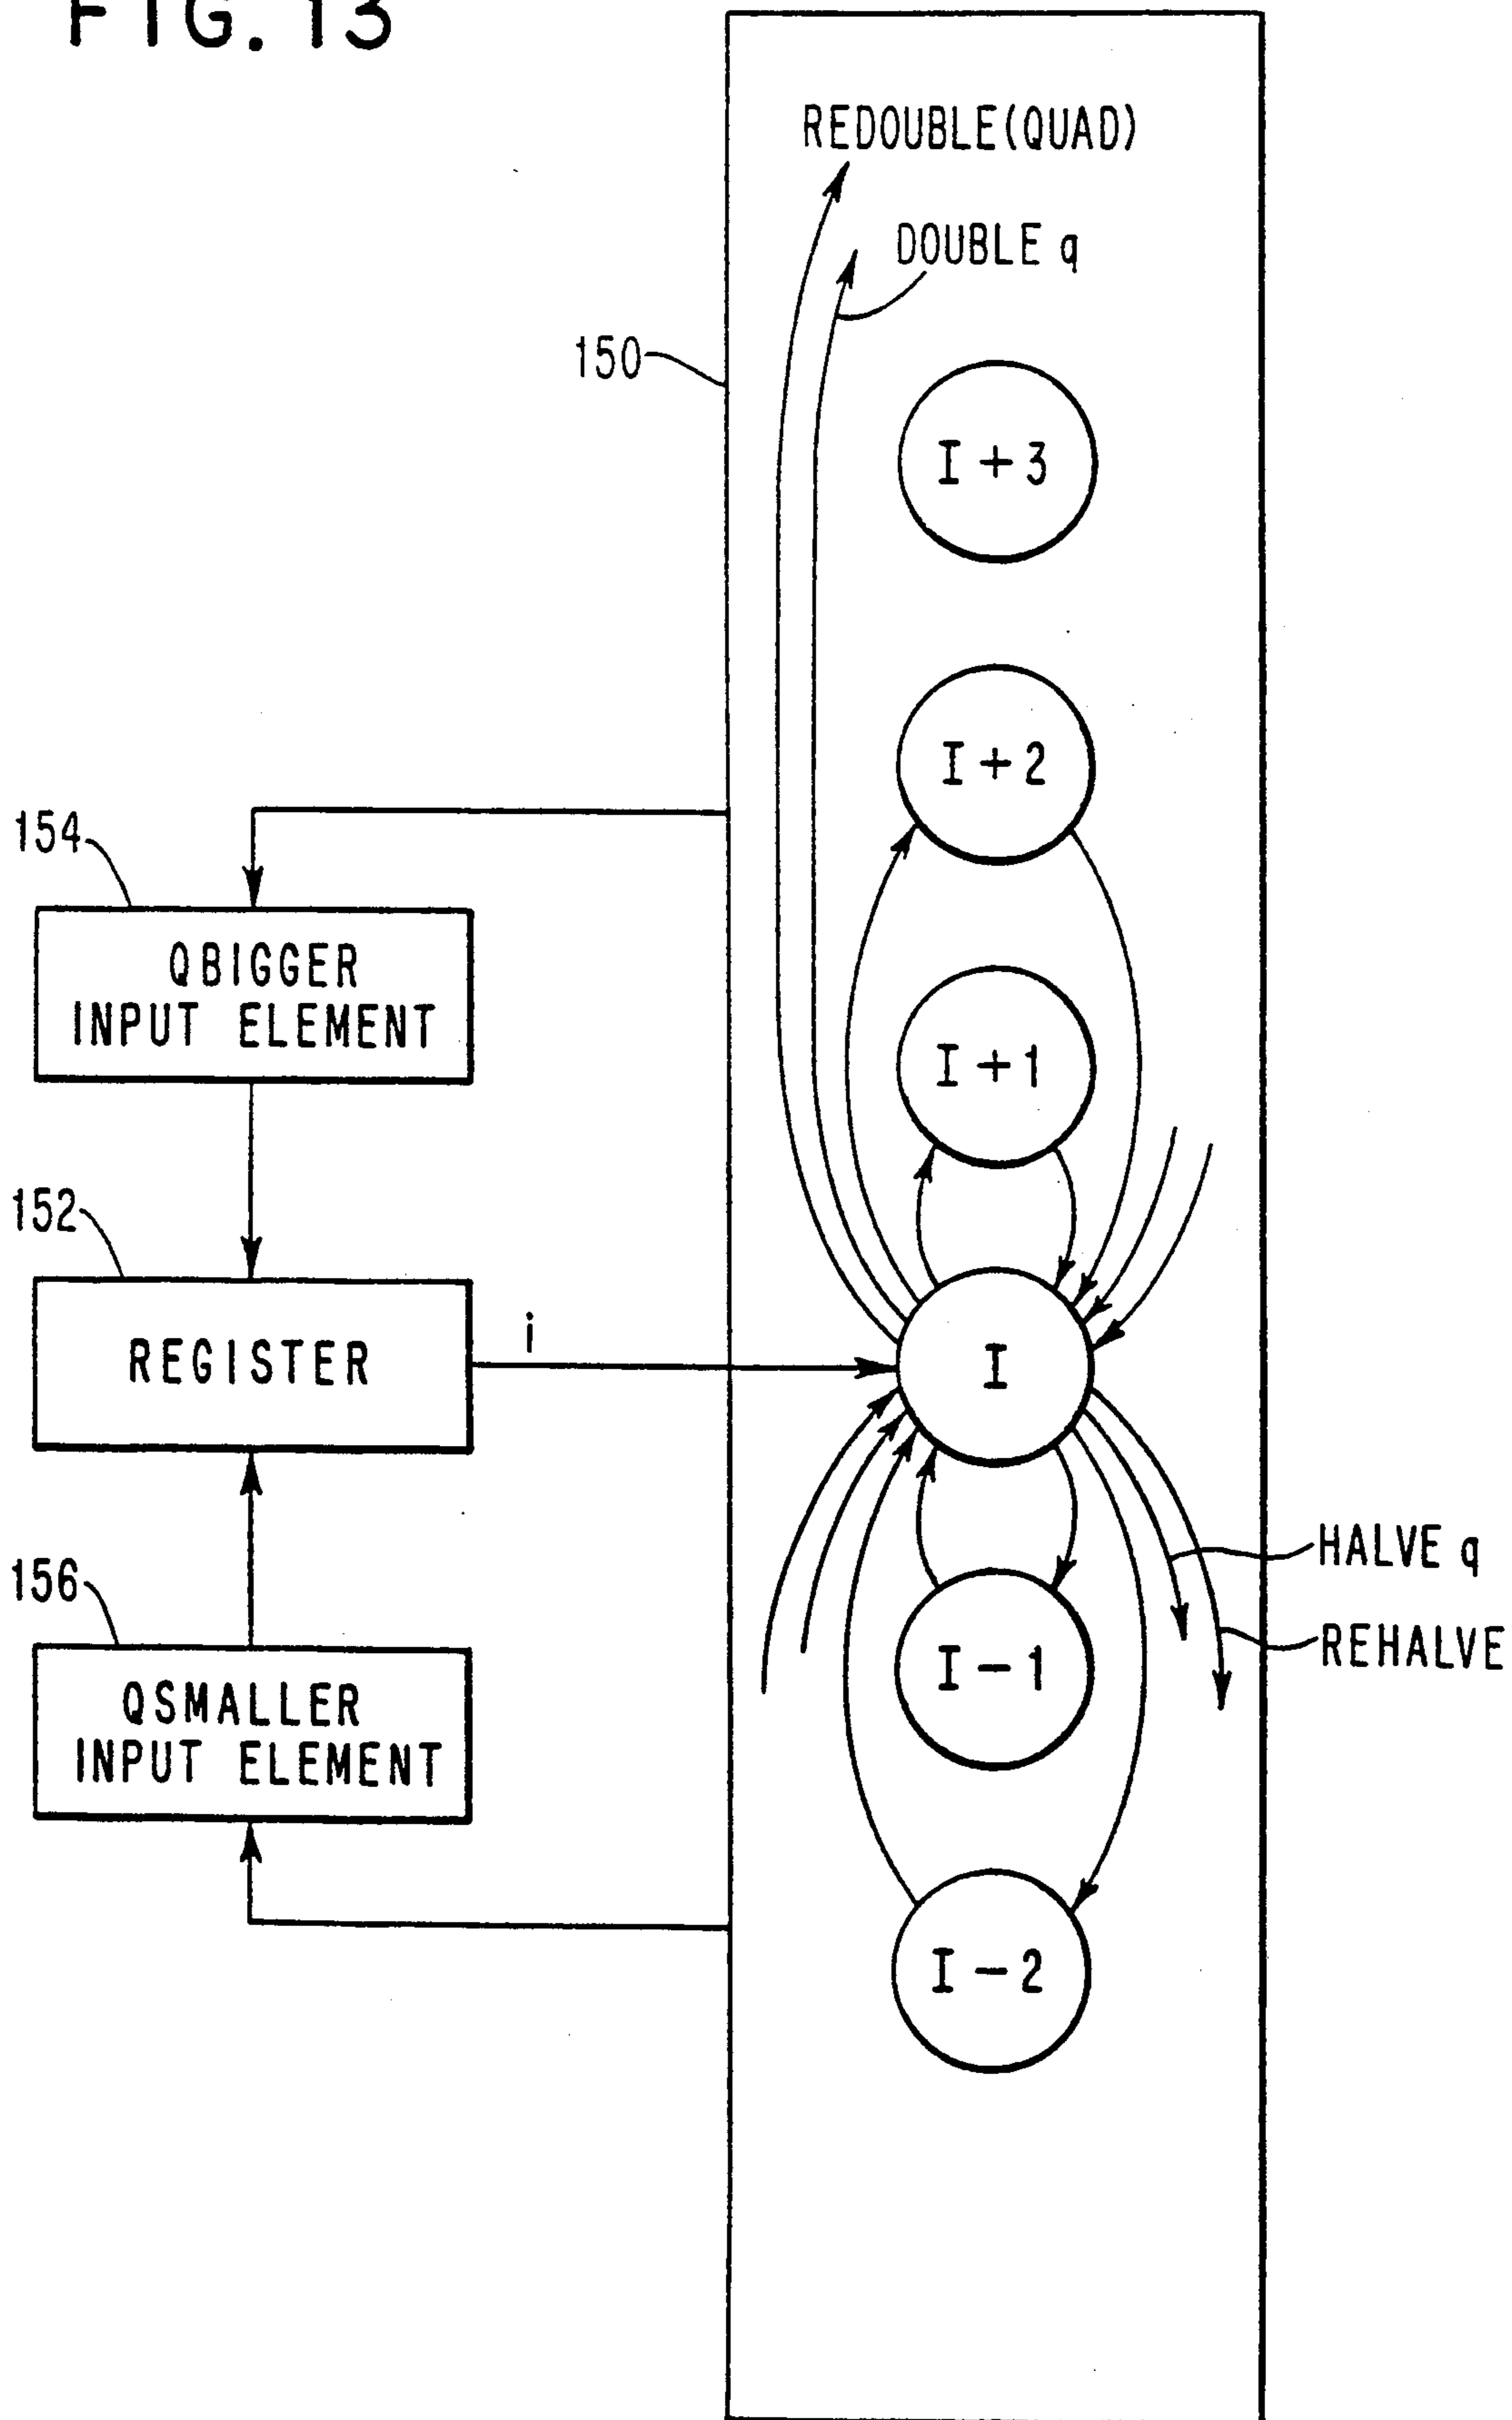 FIG. 13
REDOUBLE(QUAD)
DOUBLE q
150
I+3
I+2
154
QBIGGER
INPUT ELEMENT
I+1
152
REGISTER
i
I
HALVE q
156
REHALVE
QSMALLER
INPUT ELEMENT
I-1
I-2